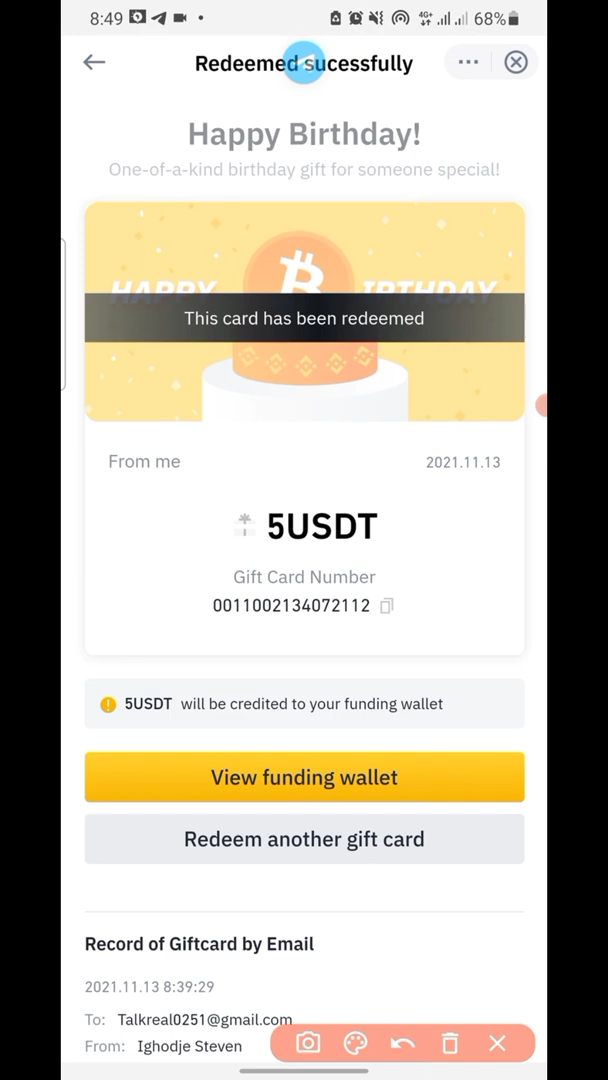 8:49
4G+
68%
Redeemed sucessfully
Happy Birthday!
One-of-a-kind birthday gift for someone special!
HAPPY IRTHDAY
This card has been redeemed
From me
2021.11.13
5USDT
Gift Card Number
0011002134072112
5USDT will be credited to your funding wallet
View funding wallet
Redeem another gift card
Record of Giftcard by Email
2021.11.13 8:39:29
To: Talkreal0251@gmail.com
From: Ighodje Steven